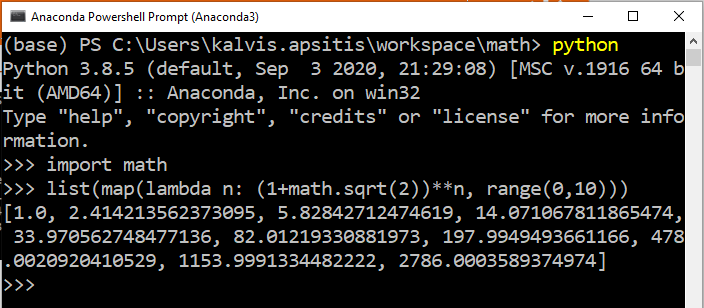 Anaconda Powershell Prompt (Anaconda3)
(base) PS C:\Users\kalvis.apsitis\workspace\math> python
Python 3.8.5 (default, Sep  3 2020, 21:29:08) [MSC v.1916 64 b
it (AMD64)] :: Anaconda, Inc. on win32
Type "help", "copyright", "credits" or "license" for more info
rmation.
>>> import math
>>> list(map(lambda n: (1+math.sqrt(2))**n, range(0,10)))
[1.0, 2.414213562373095, 5.82842712474619, 14.071067811865474,
 33.970562748477136, 82.01219330881973, 197.9949493661166, 478
.0020920410529, 1153.9991334482222, 2786.0003589374974]
>>>